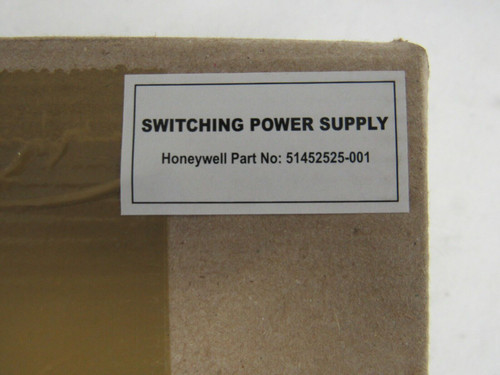 SWITCHING POWER SUPPLY
Honeywell Part No: 51452525-001